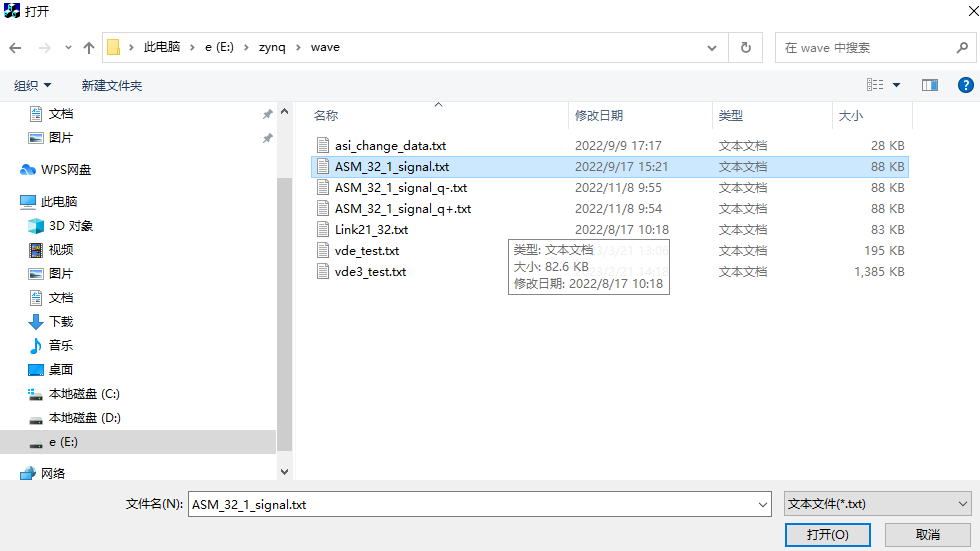 打开
此电脑 e (E:) zynq wave
在 wave 中搜索
组织 新建文件夹
文档
图片
WPS网盘
此电脑
3D 对象
视频
图片
文档
下载
音乐
桌面
本地磁盘 (C:)
本地磁盘 (D:)
e (E:)
网络
名称 修改日期 类型 大小
asi_change_data.txt 2022/9/9 17:17 文本文档 28 KB
ASM_32_1_signal.txt 2022/9/17 15:21 文本文档 88 KB
ASM_32_1_signal_q-.txt 2022/11/8 9:55 文本文档 88 KB
ASM_32_1_signal_q+.txt 2022/11/8 9:54 文本文档 88 KB
Link21_32.txt 2022/8/17 10:18 文本文档 83 KB
vde_test.txt 文本文档 195 KB
vde3_test.txt 文本文档 1,385 KB
类型: 文本文档
大小: 82.6 KB
修改日期: 2022/8/17 10:18
文件名(N): ASM_32_1_signal.txt 文本文件(*.txt)
打开(O) 取消